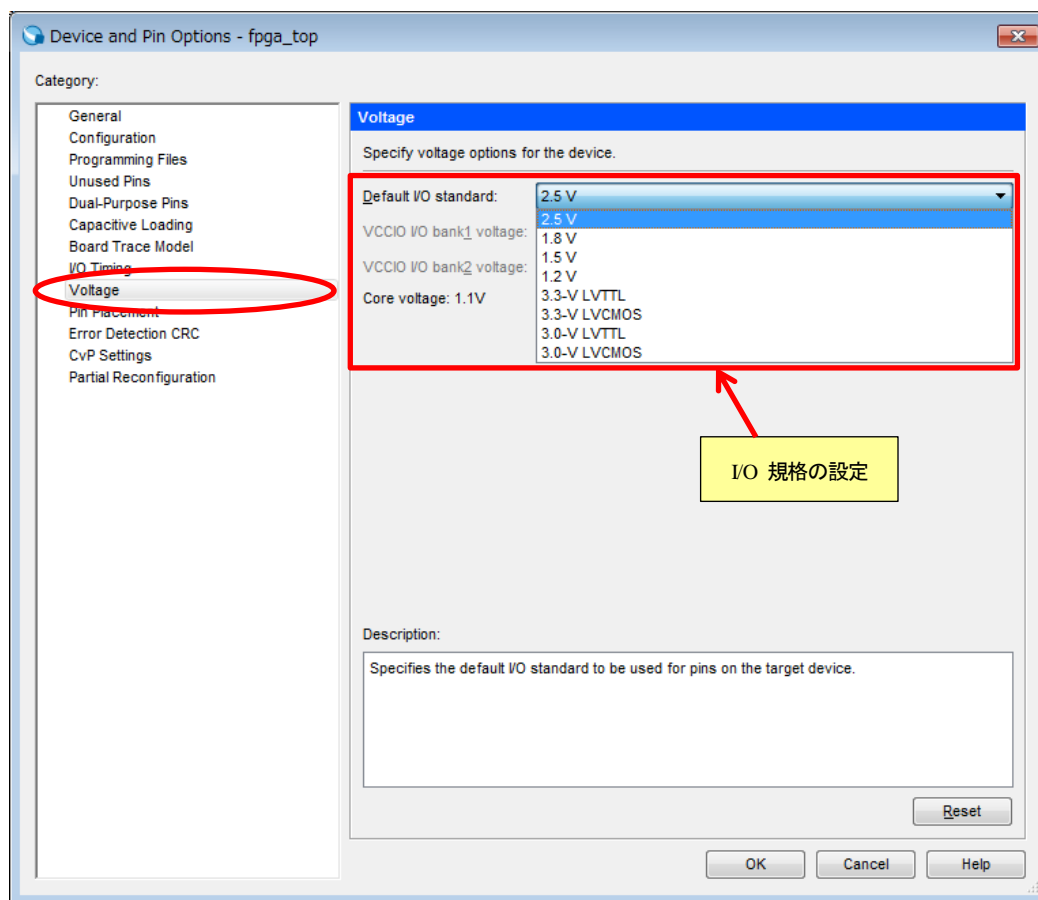 Device and Pin Options - fpga_top
Category:
General
Configuration
Programming Files
Unused Pins
Dual-Purpose Pins
Capacitive Loading
Board Trace Model
I/O Timing
Voltage
Pin Placement
Error Detection CRC
CvP Settings
Partial Reconfiguration
Voltage
Specify voltage options for the device.
Default I/O standard: 2.5 V
2.5 V
VCCIO I/O bank1 voltage:
1.8 V
1.5 V
VCCIO I/O bank2 voltage:
1.2 V
Core voltage: 1.1V
3.3-V LVTTL
3.3-V LVCMOS
3.0-V LVTTL
3.0-V LVCMOS
I/O 規格の設定
Description:
Specifies the default I/O standard to be used for pins on the target device.
Reset
OK Cancel Help